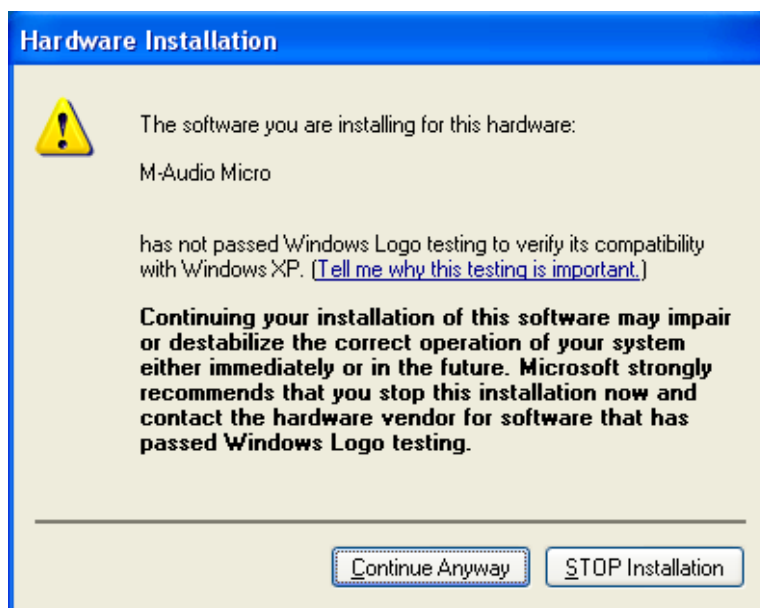 Hardware Installation
The software you are installing for this hardware:
M-Audio Micro
has not passed Windows Logo testing to verify its compatibility
with Windows XP. (Tell me why this testing is important.)
Continuing your installation of this software may impair
or destabilize the correct operation of your system
either immediately or in the future. Microsoft strongly
recommends that you stop this installation now and
contact the hardware vendor for software that has
passed Windows Logo testing.
Continue Anyway
STOP Installation